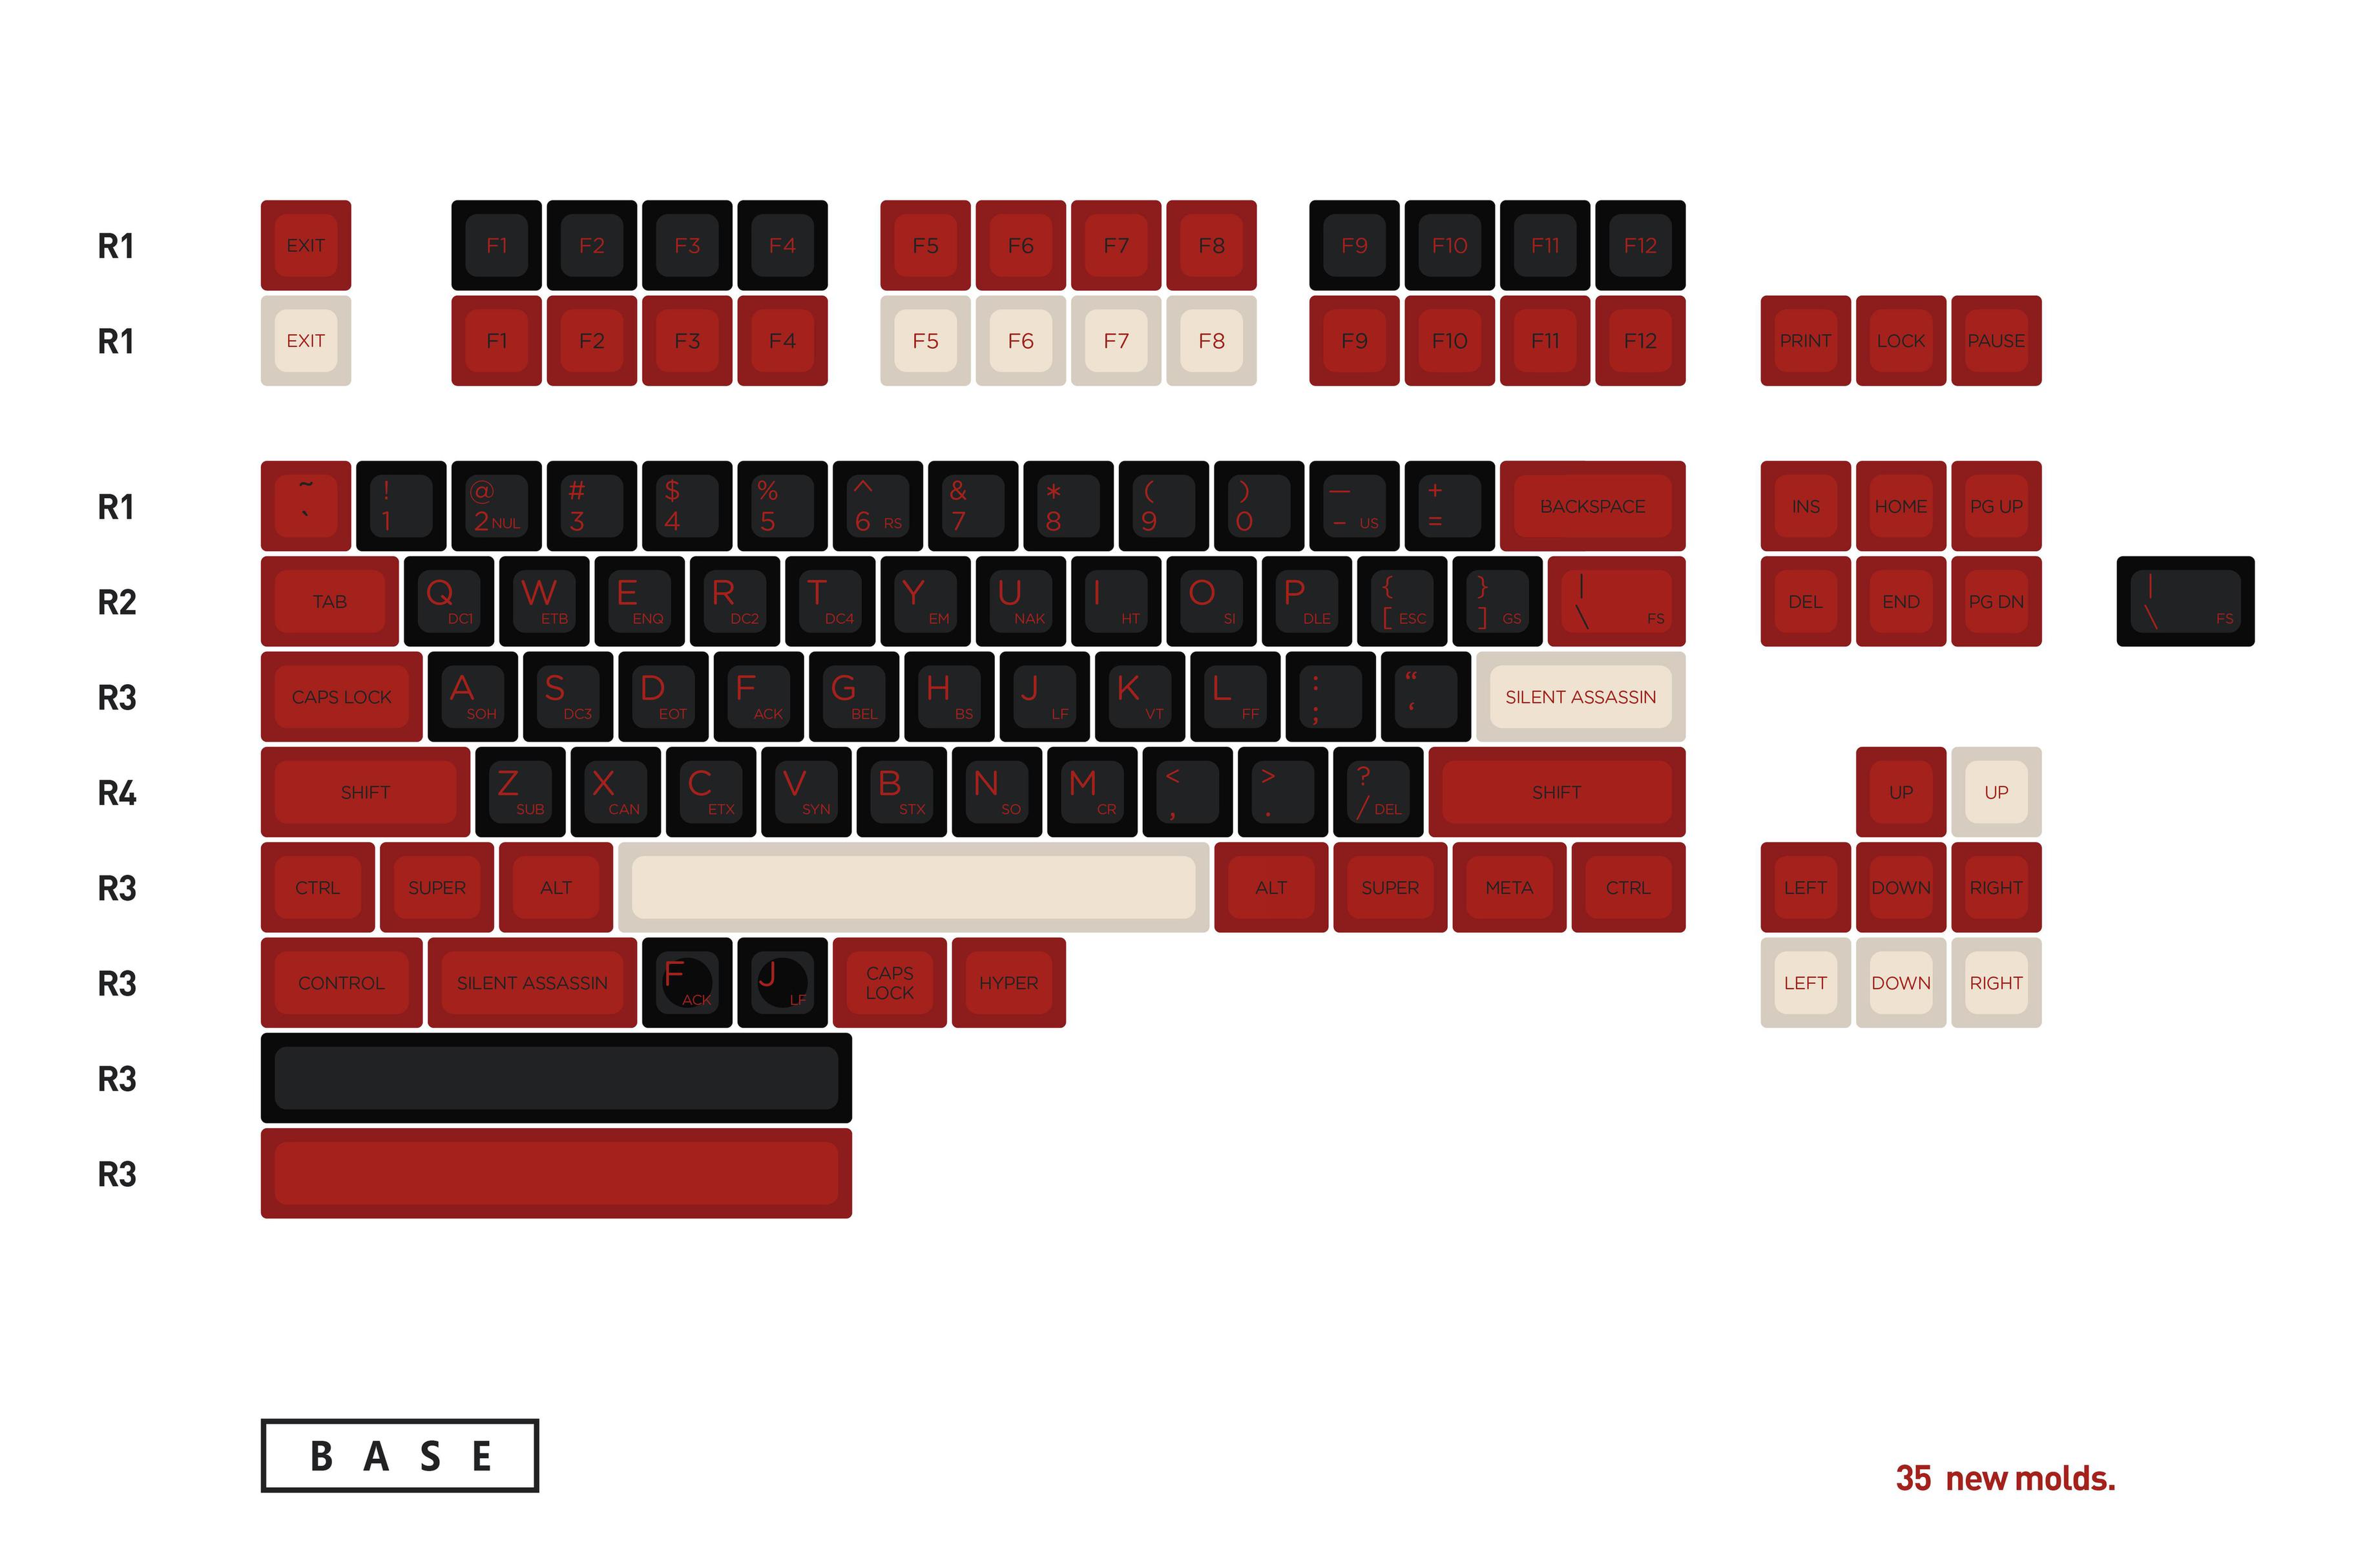 R1 EXIT F1 F2 F3 F4 F5 F6 F7 F8 F9 F10 F11 F12
R1 EXIT F1 F2 F3 F4 F5 F6 F7 F8 F9 F10 F11 F12 PRINT LOCK PAUSE
~ ! @ # $ % ^ & * ( ) — +
R1 ` 1 2 NUL 3 4 5 6 RS 7 8 9 0 - US = BACKSPACE INS HOME PG UP
R2 TAB Q DC1 W ETB E ENQ R DC2 T DC4 Y EM U NAK I HT O SI P DLE { [ ESC } ] GS | \ FS DEL END PG DN | \ FS
R3 CAPS LOCK A SOH S DC3 D EOT F ACK G BEL H BS J LF K VT L FF : ; “ ‘ SILENT ASSASSIN
R4 SHIFT Z SUB X CAN C ETX V SYN B STX N SO M CR < , > . ? / DEL SHIFT UP UP
R3 CTRL SUPER ALT ALT SUPER META CTRL LEFT DOWN RIGHT
R3 CONTROL SILENT ASSASSIN F ACK J LF CAPS LOCK HYPER LEFT DOWN RIGHT
R3
R3
BASE
35 new molds.